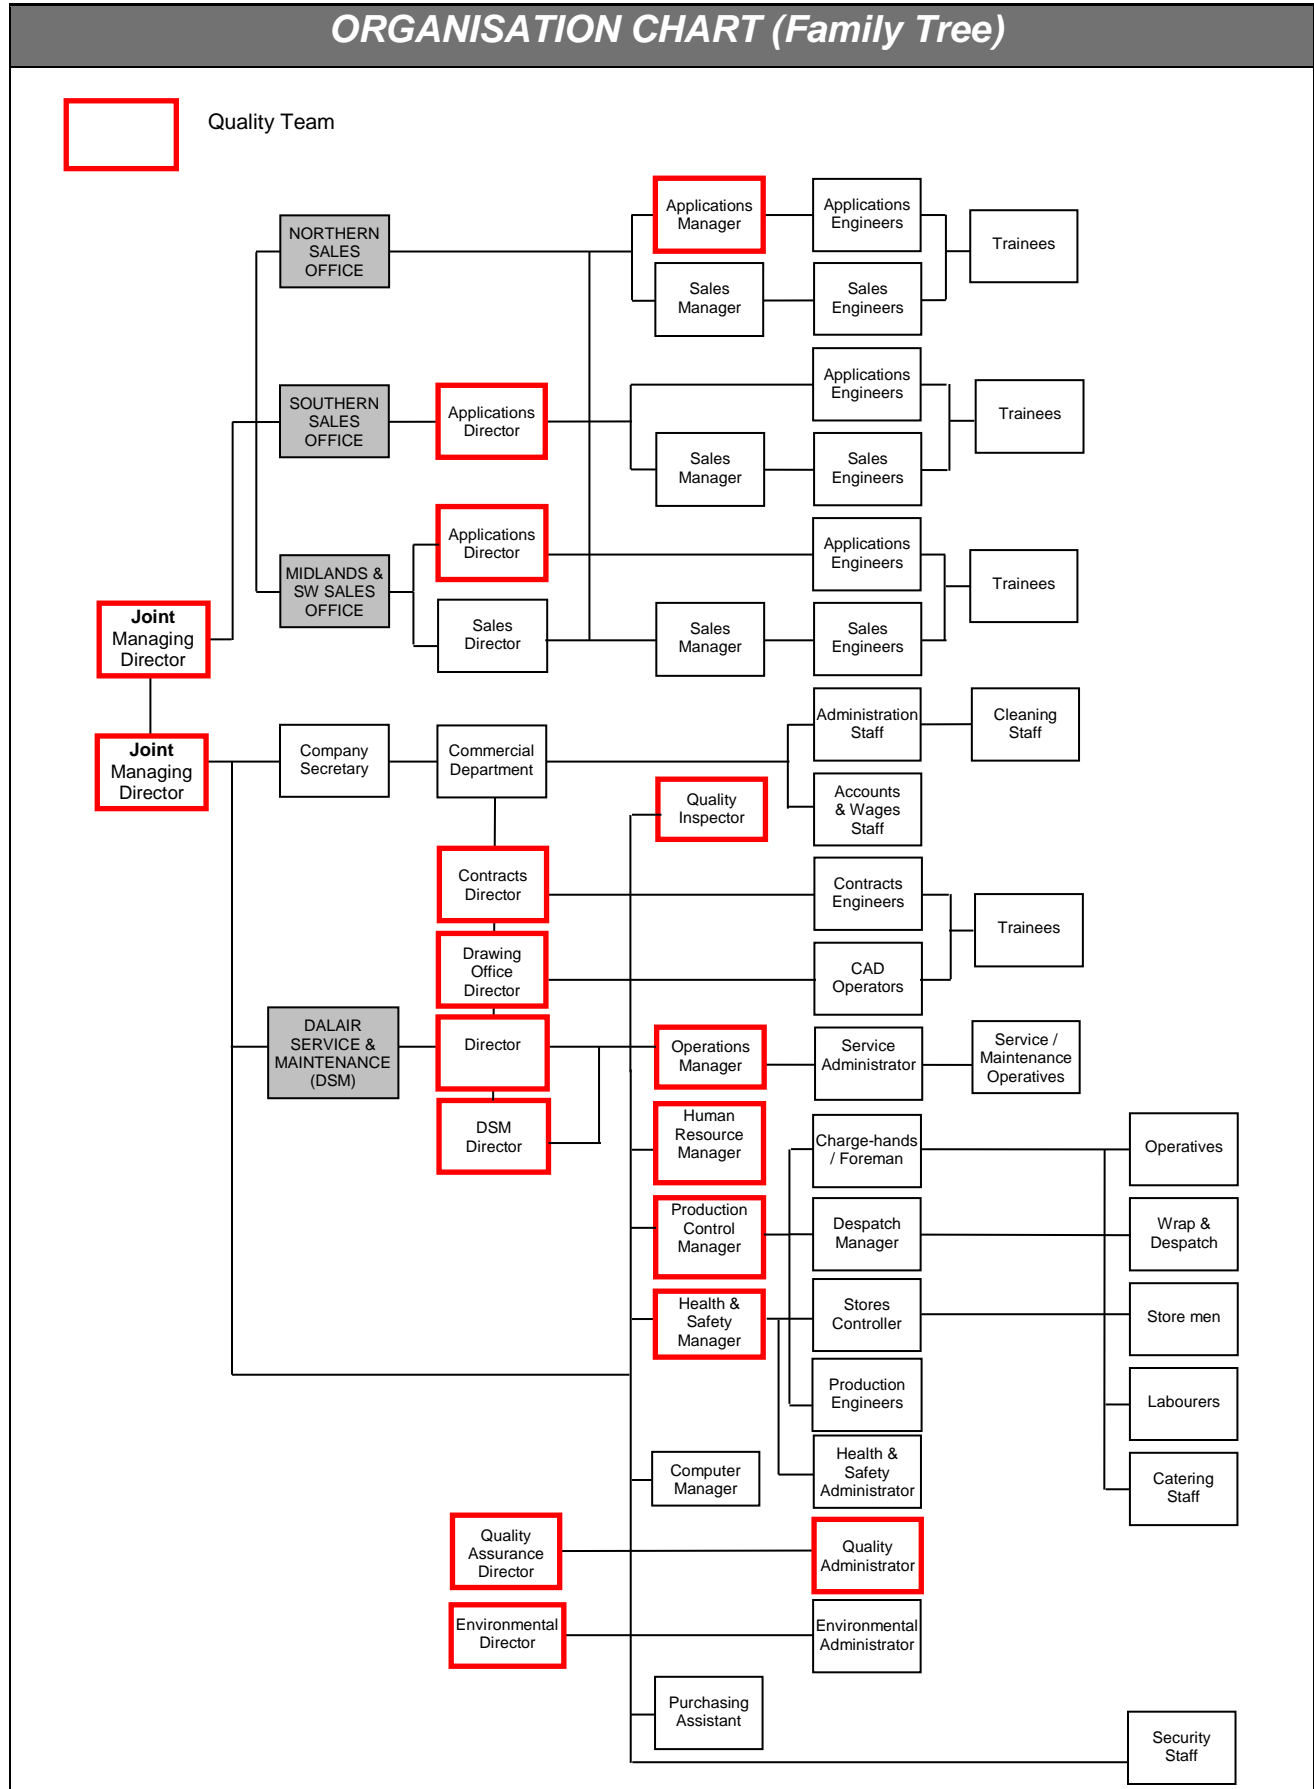 ORGANISATION CHART (Family Tree)
Quality Team
Applications
Manager
Applications
Engineers
Trainees
NORTHERN
SALES
OFFICE
Sales
Manager
Sales
Engineers
SOUTHERN
SALES
OFFICE
Applications
Director
Applications
Engineers
Trainees
Sales
Manager
Sales
Engineers
MIDLANDS &
SW SALES
OFFICE
Applications
Director
Applications
Engineers
Trainees
Sales
Director
Sales
Manager
Sales
Engineers
Joint
Managing
Director
Joint
Managing
Director
Company
Secretary
Commercial
Department
Administration
Staff
Cleaning
Staff
Quality
Inspector
Accounts
& Wages
Staff
Contracts
Director
Contracts
Engineers
Trainees
Drawing
Office
Director
CAD
Operators
DALAIR
SERVICE &
MAINTENANCE
(DSM)
Director
Operations
Manager
Service
Administrator
Service /
Maintenance
Operatives
DSM
Director
Human
Resource
Manager
Charge-hands
/ Foreman
Operatives
Production
Control
Manager
Despatch
Manager
Wrap &
Despatch
Health &
Safety
Manager
Stores
Controller
Store men
Production
Engineers
Labourers
Computer
Manager
Health &
Safety
Administrator
Catering
Staff
Quality
Assurance
Director
Quality
Administrator
Environmental
Director
Environmental
Administrator
Purchasing
Assistant
Security
Staff